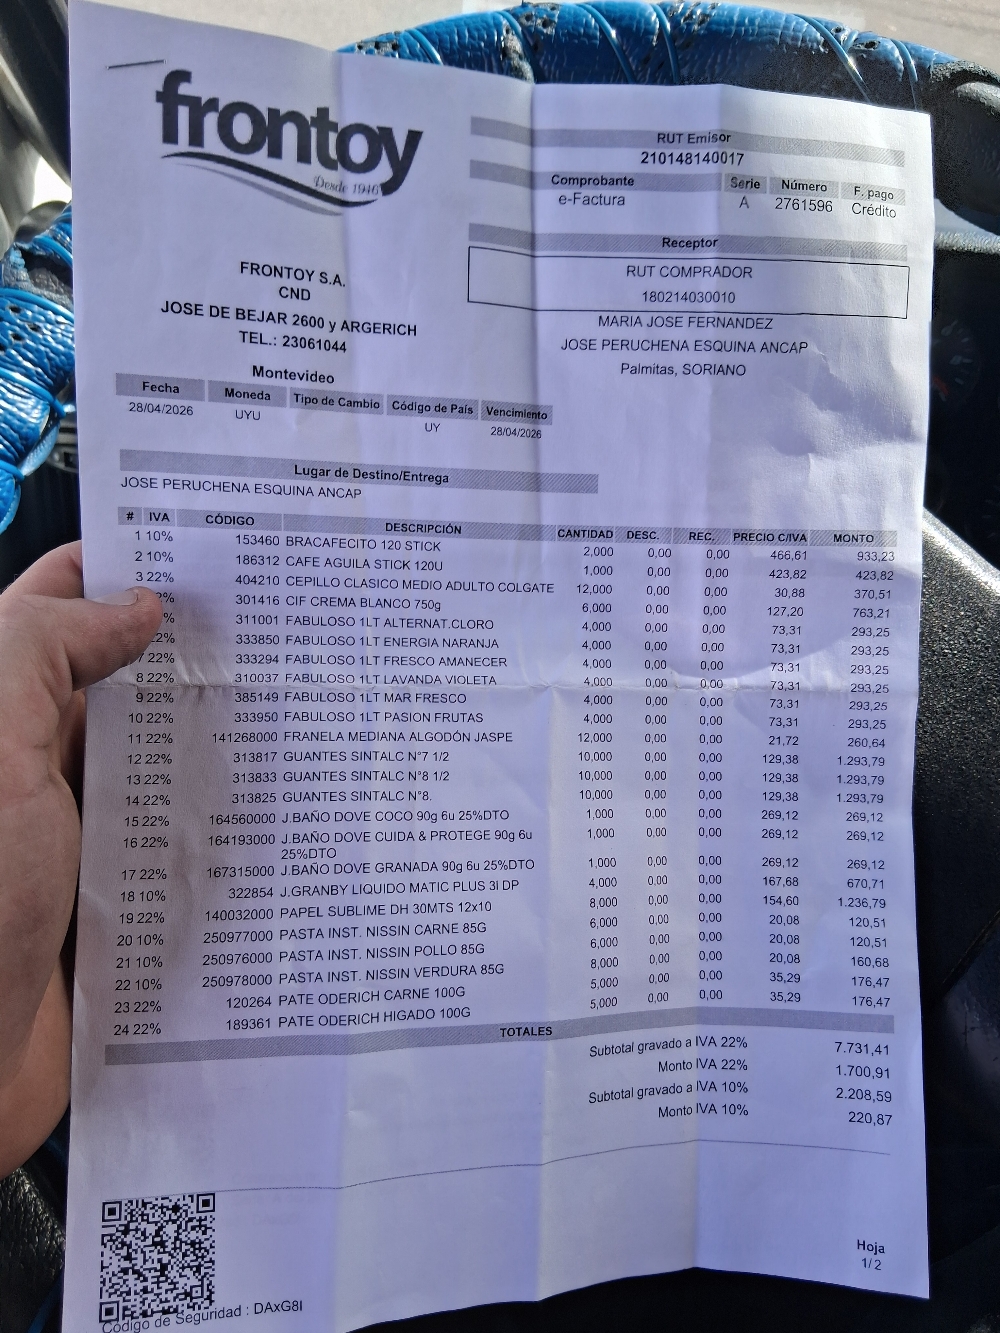 frontoy
Desde 1946
RUT Emisor
210148140017
Comprobante Serie Número F. pago
e-Factura A 2761596 Crédito
Receptor
RUT COMPRADOR
180214030010
MARIA JOSE FERNANDEZ
JOSE PERUCHENA ESQUINA ANCAP
Palmitas, SORIANO
FRONTOY S.A.
CND
JOSE DE BEJAR 2600 y ARGERICH
TEL.: 23061044
Montevideo
Fecha Moneda Tipo de Cambio Código de País Vencimiento
28/04/2026 UYU UY 28/04/2026
Lugar de Destino/Entrega
JOSE PERUCHENA ESQUINA ANCAP
# IVA CÓDIGO DESCRIPCIÓN CANTIDAD DESC. REC. PRECIO C/IVA MONTO
1 10% 153460 BRACAFECITO 120 STICK 2,000 0,00 0,00 466,61 933,23
2 10% 186312 CAFE AGUILA STICK 120U 1,000 0,00 0,00 423,82 423,82
3 22% 404210 CEPILLO CLASICO MEDIO ADULTO COLGATE 12,000 0,00 0,00 30,88 370,51
301416 CIF CREMA BLANCO 750g 6,000 0,00 0,00 127,20 763,21
311001 FABULOSO 1LT ALTERNAT.CLORO 4,000 0,00 0,00 73,31 293,25
333850 FABULOSO 1LT ENERGIA NARANJA 4,000 0,00 0,00 73,31 293,25
7 22% 333294 FABULOSO 1LT FRESCO AMANECER 4,000 0,00 0,00 73,31 293,25
8 22% 310037 FABULOSO 1LT LAVANDA VIOLETA 4,000 0,00 0,00 73,31 293,25
9 22% 385149 FABULOSO 1LT MAR FRESCO 4,000 0,00 0,00 73,31 293,25
10 22% 333950 FABULOSO 1LT PASION FRUTAS 4,000 0,00 0,00 73,31 293,25
11 22% 141268000 FRANELA MEDIANA ALGODÓN JASPE 12,000 0,00 0,00 21,72 260,64
12 22% 313817 GUANTES SINTALC N°7 1/2 10,000 0,00 0,00 129,38 1.293,79
13 22% 313833 GUANTES SINTALC N°8 1/2 10,000 0,00 0,00 129,38 1.293,79
14 22% 313825 GUANTES SINTALC N°8. 10,000 0,00 0,00 129,38 1.293,79
15 22% 164560000 J.BAÑO DOVE COCO 90g 6u 25%DTO 1,000 0,00 0,00 269,12 269,12
16 22% 164193000 J.BAÑO DOVE CUIDA & PROTEGE 90g 6u 1,000 0,00 0,00 269,12 269,12
25%DTO
17 22% 167315000 J.BAÑO DOVE GRANADA 90g 6u 25%DTO 1,000 0,00 0,00 269,12 269,12
18 10% 322854 J.GRANBY LIQUIDO MATIC PLUS 3l DP 4,000 0,00 0,00 167,68 670,71
19 22% 140032000 PAPEL SUBLIME DH 30MTS 12x10 8,000 0,00 0,00 154,60 1.236,79
20 10% 250977000 PASTA INST. NISSIN CARNE 85G 6,000 0,00 0,00 20,08 120,51
21 10% 250976000 PASTA INST. NISSIN POLLO 85G 6,000 0,00 0,00 20,08 120,51
22 10% 250978000 PASTA INST. NISSIN VERDURA 85G 8,000 0,00 0,00 20,08 160,68
23 22% 120264 PATE ODERICH CARNE 100G 5,000 0,00 0,00 35,29 176,47
24 22% 189361 PATE ODERICH HIGADO 100G 5,000 0,00 0,00 35,29 176,47
TOTALES
Subtotal gravado a IVA 22% 7.731,41
Monto IVA 22% 1.700,91
Subtotal gravado a IVA 10% 2.208,59
Monto IVA 10% 220,87
Hoja
1/2
Código de Seguridad : DAxG8I